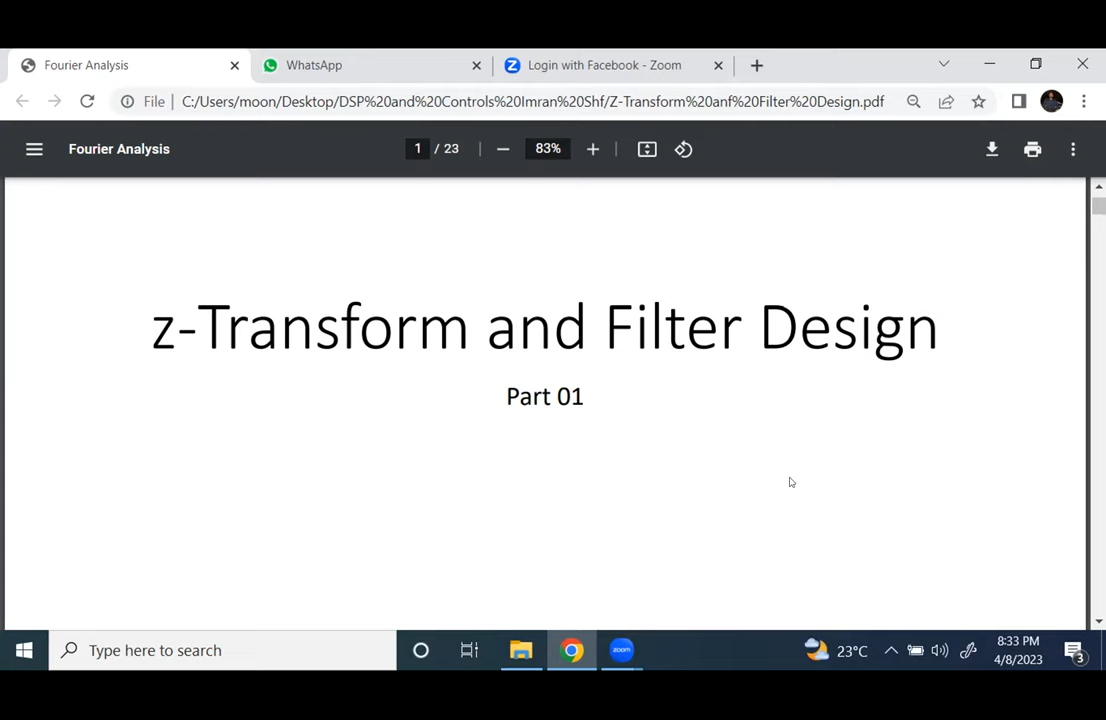 Fourier Analysis
WhatsApp
Login with Facebook - Zoom
File | C:/Users/moon/Desktop/DSP%20and%20Controls%20Imran%20Shf/Z-Transform%20anf%20Filter%20Design.pdf
Fourier Analysis
1 / 23
83%
z-Transform and Filter Design
Part 01
Type here to search
zoom
23°C
8:33 PM
4/8/2023
3